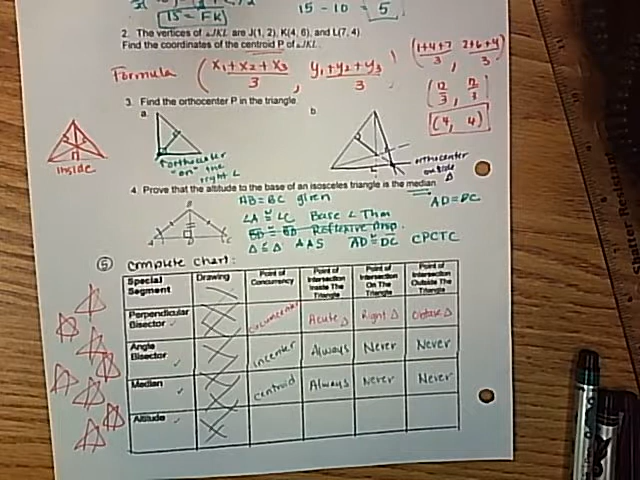 15 = FK
15 - 10 = 5
2. The vertices of ▵JKL are J(1, 2), K(4, 6), and L(7, 4).
Find the coordinates of the centroid P of ▵JKL.
Formula (x₁+x₂+x₃/3, y₁+y₂+y₃/3)
(1+4+7/3, 2+6+4/3)
(12/3, 12/3)
(4, 4)
3. Find the orthocenter P in the triangle
a.
b
inside
orthocenter
"on" the
right ∠
orthocenter
outside
Δ
4. Prove that the altitude to the base of an isosceles triangle is the median
AB = BC given
AD = DC
∠A ≅ ∠C Base ∠ Thm
BD = BD Reflexive Prop.
Δ ≅ Δ AAS AD ≅ DC CPCTC
A D C
B
⑤ Complete Chart:
Special Segment Drawing Point of Concurrency Point of Intersection Inside The Triangle Point of Intersection On The Triangle Point of Intersection Outside The Triangle
Perpendicular Bisector ✓ circumcenter Acute Δ Right Δ Obtuse Δ
Angle Bisector ✓ incenter Always Never Never
Median ✓ centroid Always Never Never
Altitude ✓